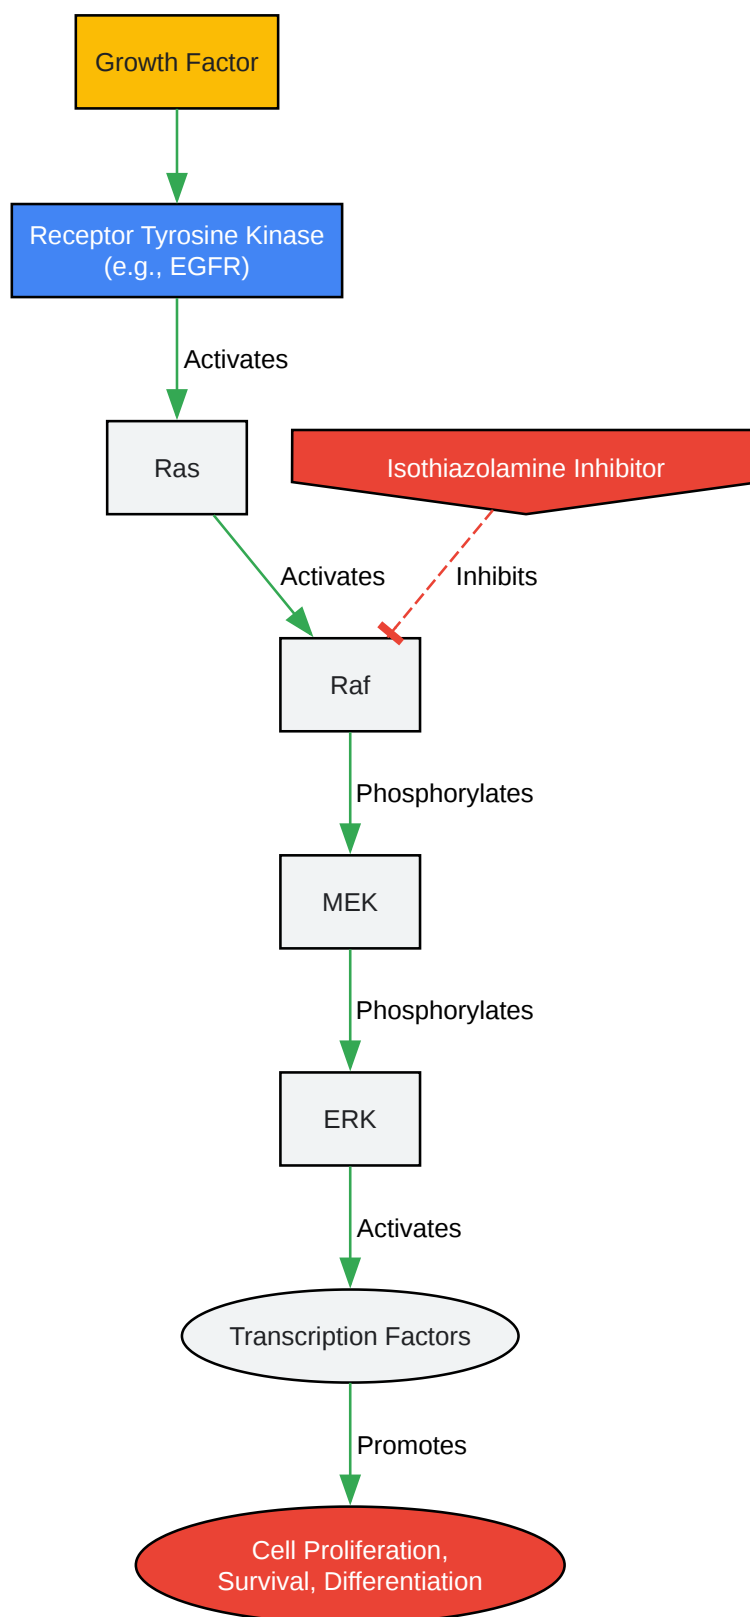 Growth Factor
Receptor Tyrosine Kinase
(e.g., EGFR)
Activates
Ras
Isothiazolamine Inhibitor
Activates
Inhibits
Raf
Phosphorylates
MEK
Phosphorylates
ERK
Activates
Transcription Factors
Promotes
Cell Proliferation,
Survival, Differentiation